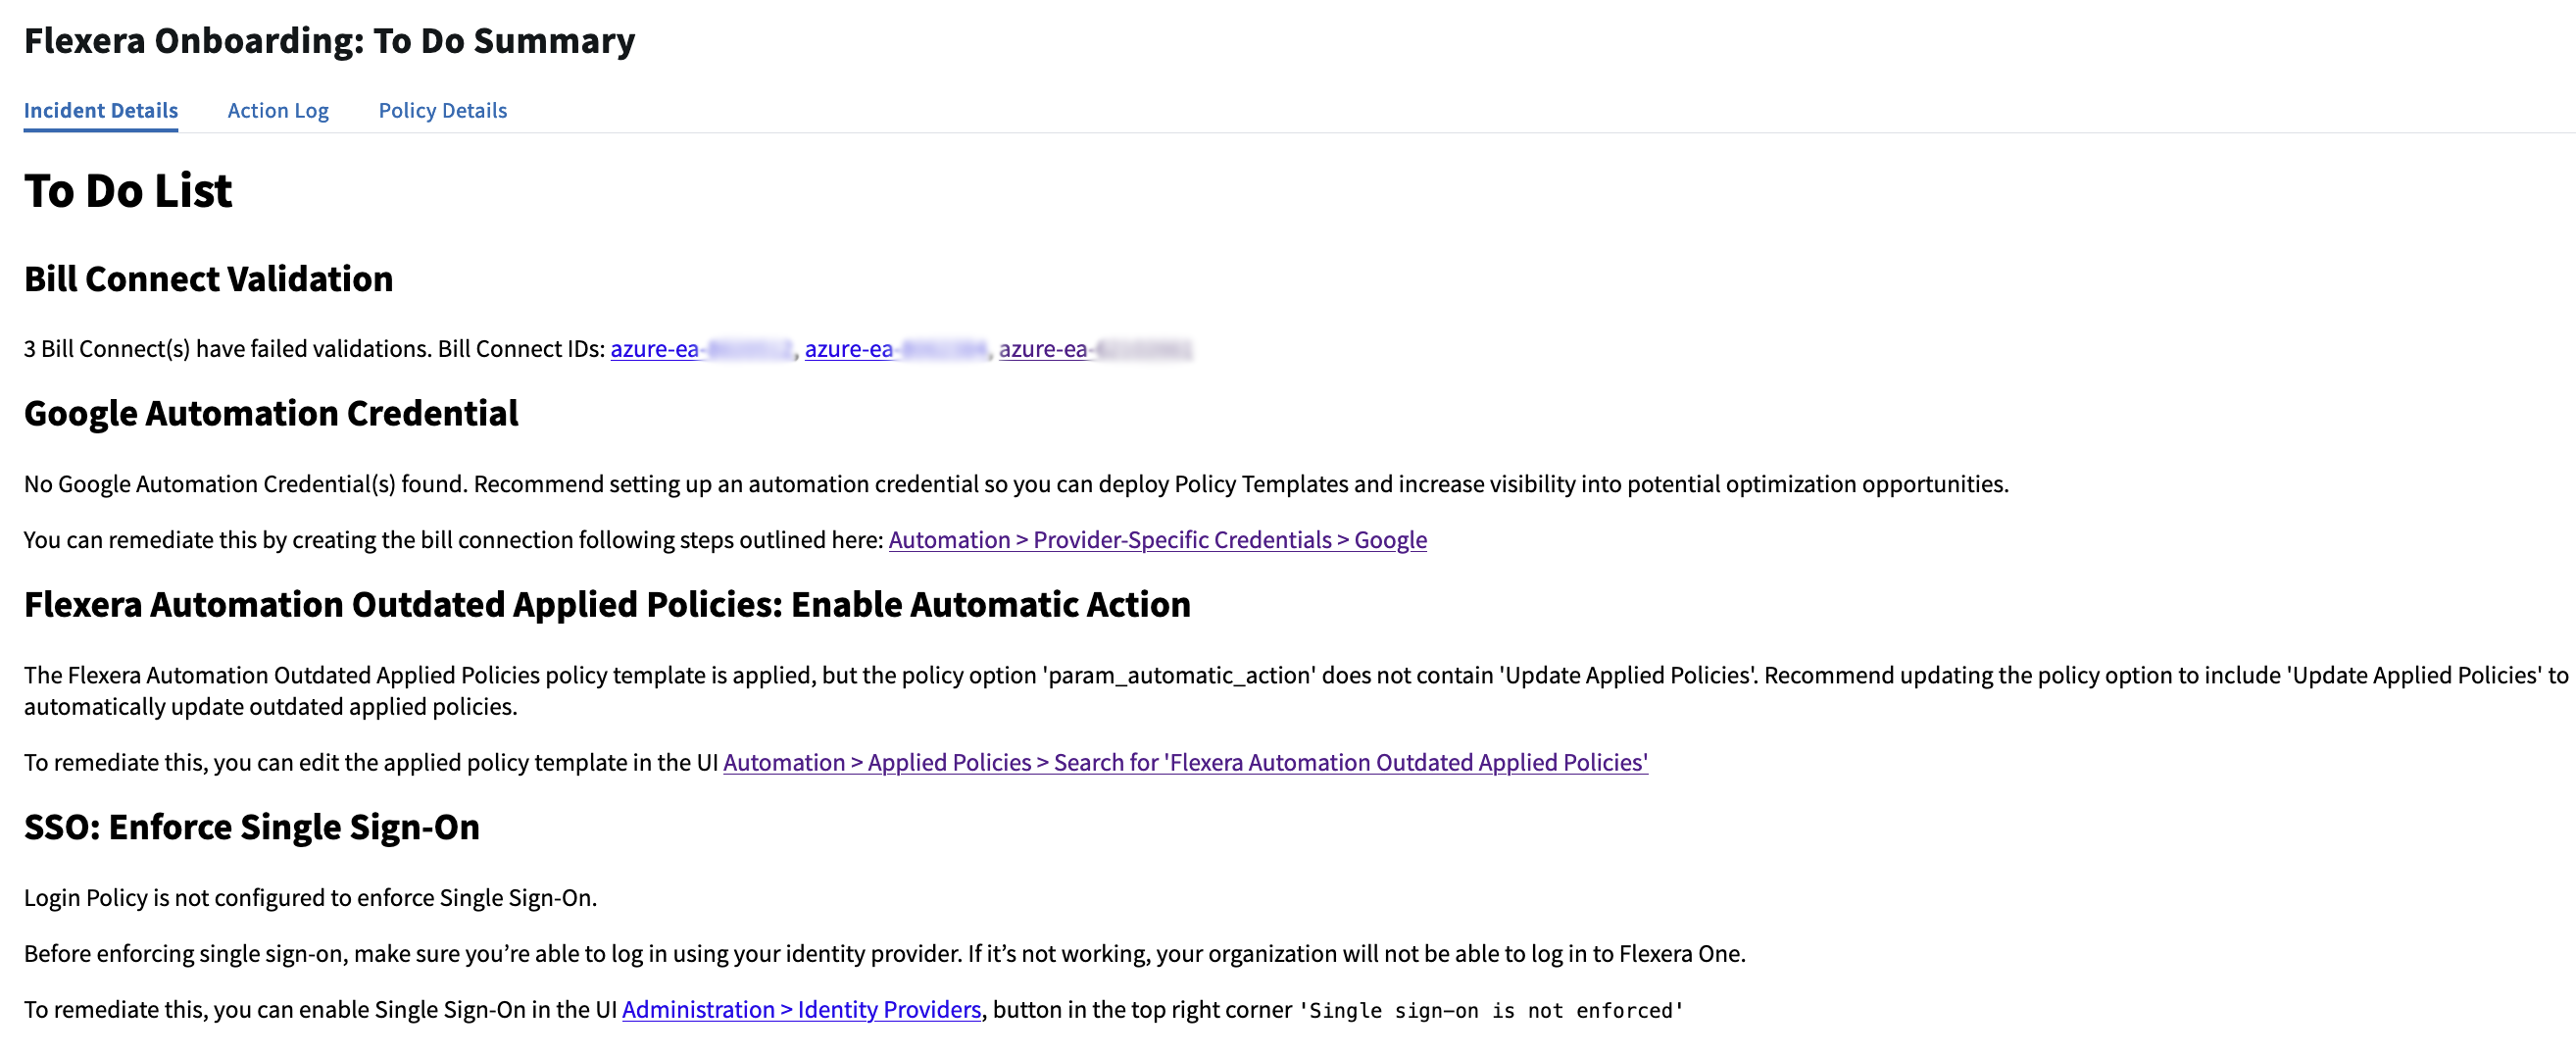 Flexera Onboarding: To Do Summary
Incident Details Action Log Policy Details
To Do List
Bill Connect Validation
3 Bill Connect(s) have failed validations. Bill Connect IDs: azure-ea- , azure-ea- , azure-ea-
Google Automation Credential
No Google Automation Credential(s) found. Recommend setting up an automation credential so you can deploy Policy Templates and increase visibility into potential optimization opportunities.
You can remediate this by creating the bill connection following steps outlined here: Automation > Provider-Specific Credentials > Google
Flexera Automation Outdated Applied Policies: Enable Automatic Action
The Flexera Automation Outdated Applied Policies policy template is applied, but the policy option 'param_automatic_action' does not contain 'Update Applied Policies'. Recommend updating the policy option to include 'Update Applied Policies' to
automatically update outdated applied policies.
To remediate this, you can edit the applied policy template in the UI Automation > Applied Policies > Search for 'Flexera Automation Outdated Applied Policies'
SSO: Enforce Single Sign-On
Login Policy is not configured to enforce Single Sign-On.
Before enforcing single sign-on, make sure you’re able to log in using your identity provider. If it’s not working, your organization will not be able to log in to Flexera One.
To remediate this, you can enable Single Sign-On in the UI Administration > Identity Providers, button in the top right corner 'Single sign-on is not enforced'